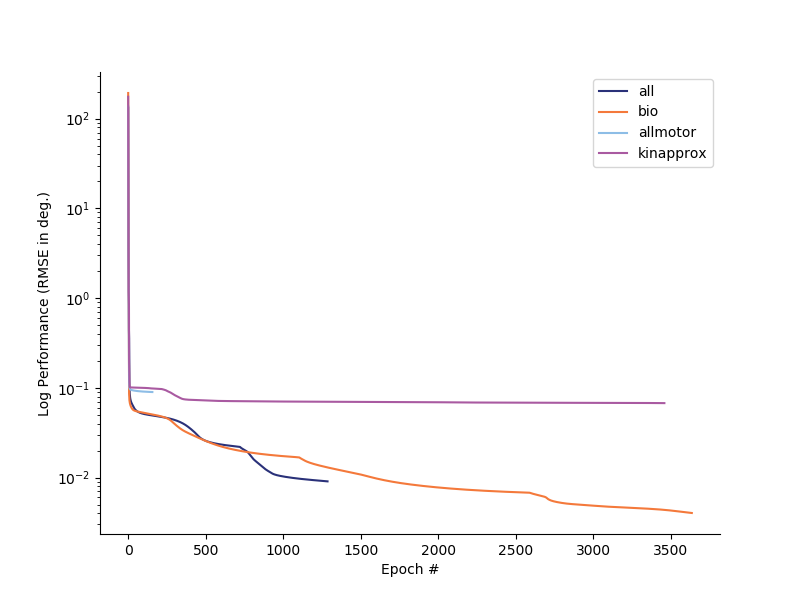 all
bio
allmotor
kinapprox
Log Performance (RMSE in deg.)
10²
10¹
10⁰
10⁻¹
10⁻²
0 500 1000 1500 2000 2500 3000 3500
Epoch #